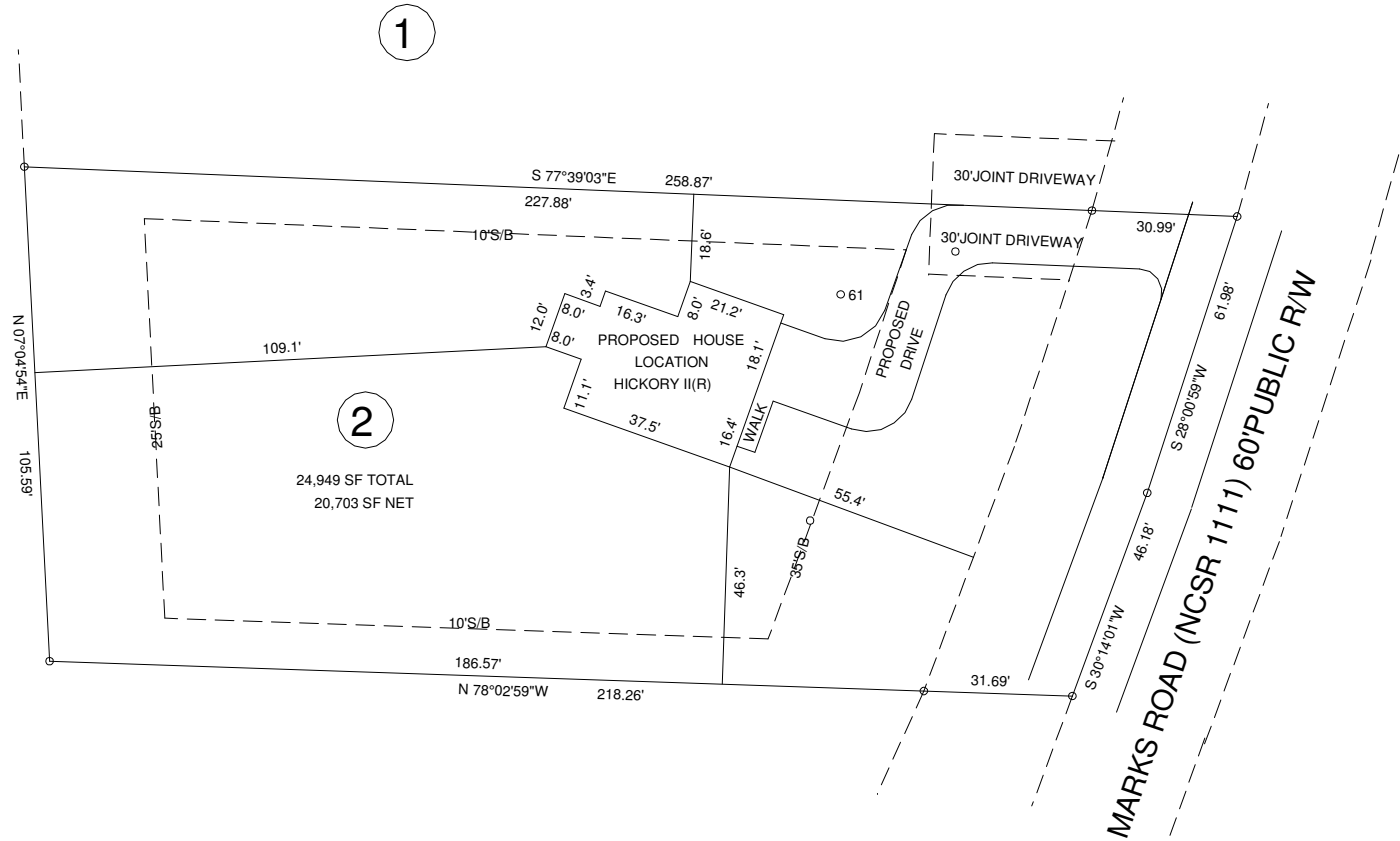 1
S 77°39'03"E
258.87'
227.88'
30'JOINT DRIVEWAY
30'JOINT DRIVEWAY
30.99'
10'S/B
18.6'
61
3.4'
8.0'
16.3'
8.0'
21.2'
12.0'
8.0'
PROPOSED HOUSE
LOCATION
HICKORY II(R)
18.1'
11.1'
37.5'
16.4'
WALK
PROPOSED
DRIVE
61.98'
S 28°00'59"W
N 07°04'54"E
105.59'
109.1'
25'S/B
2
24,949 SF TOTAL
20,703 SF NET
55.4'
35'S/B
46.3'
46.18'
S 30°14'01"W
10'S/B
186.57'
N 78°02'59"W
218.26'
31.69'
MARKS ROAD (NCSR 1111) 60'PUBLIC R/W